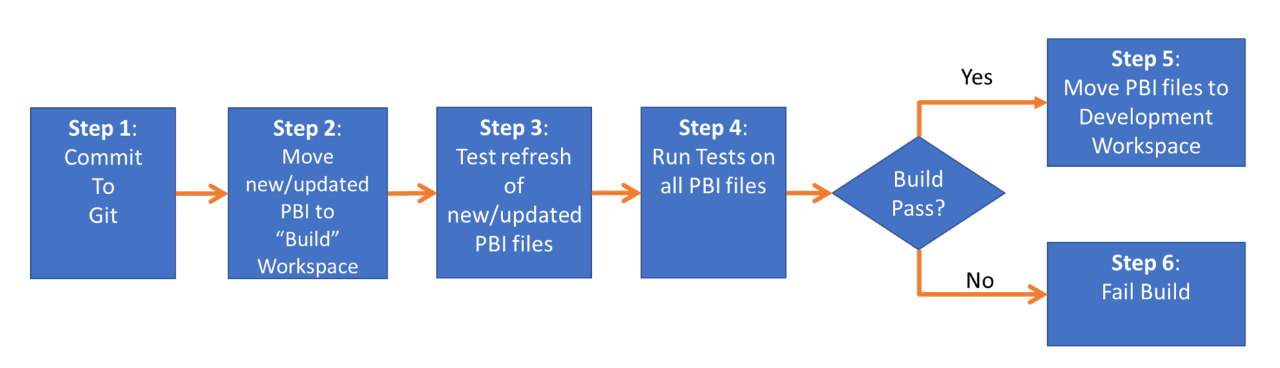 Step 1:
Commit
To
Git
Step 2:
Move
new/updated
PBI to
“Build”
Workspace
Step 3:
Test refresh
of
new/updated
PBI files
Step 4:
Run Tests on
all PBI files
Build
Pass?
Yes
Step 5:
Move PBI files to
Development
Workspace
No
Step 6:
Fail Build